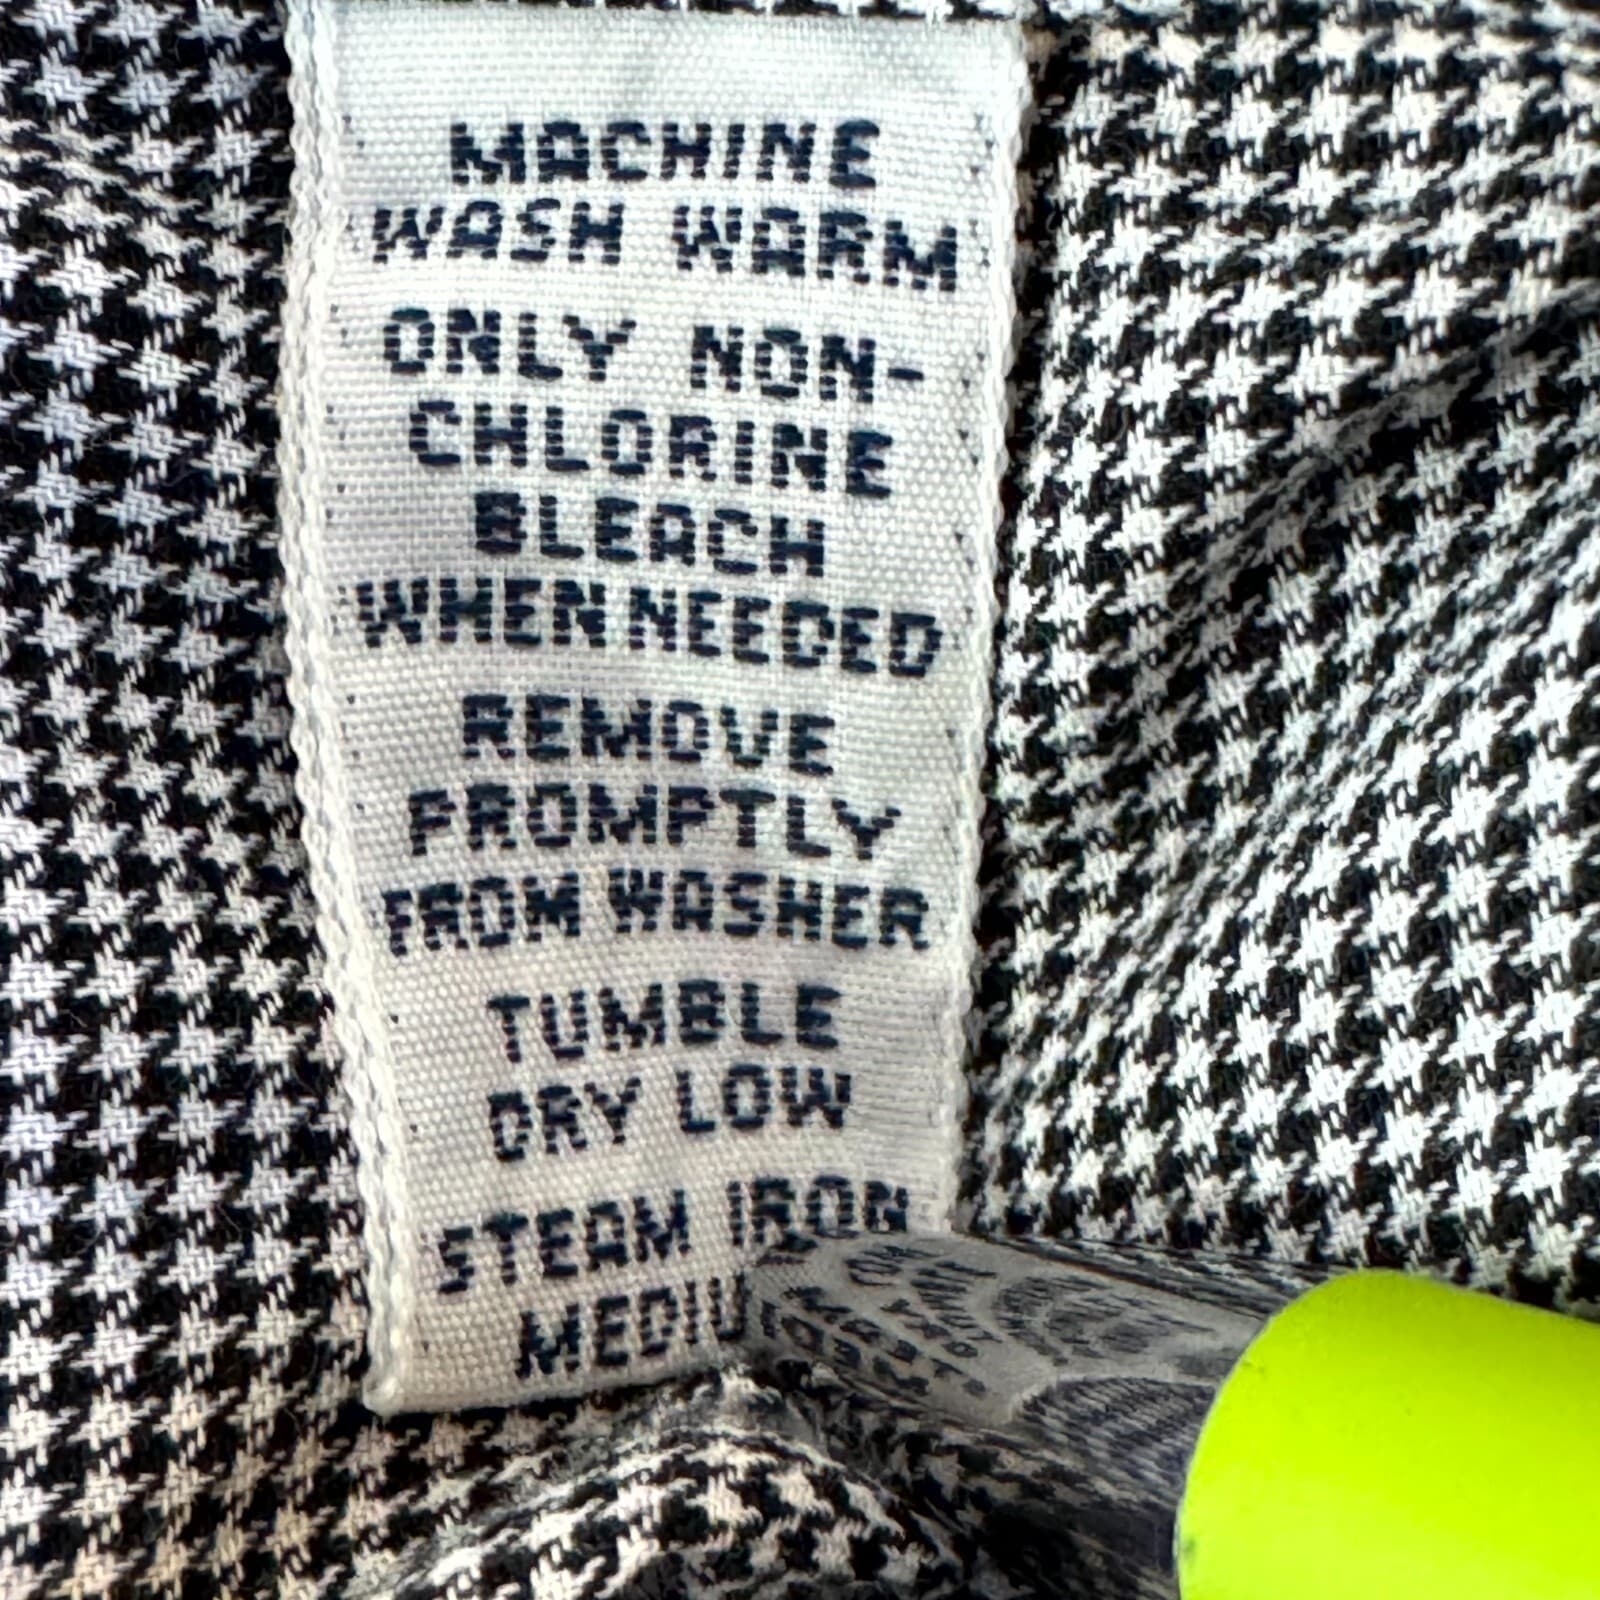 MACHINE
WASH WARM
ONLY NON-
CHLORINE
BLEACH
WHEN NEEDED
REMOVE
PROMPTLY
FROM WASHER
TUMBLE
DRY LOW
STEAM IRON